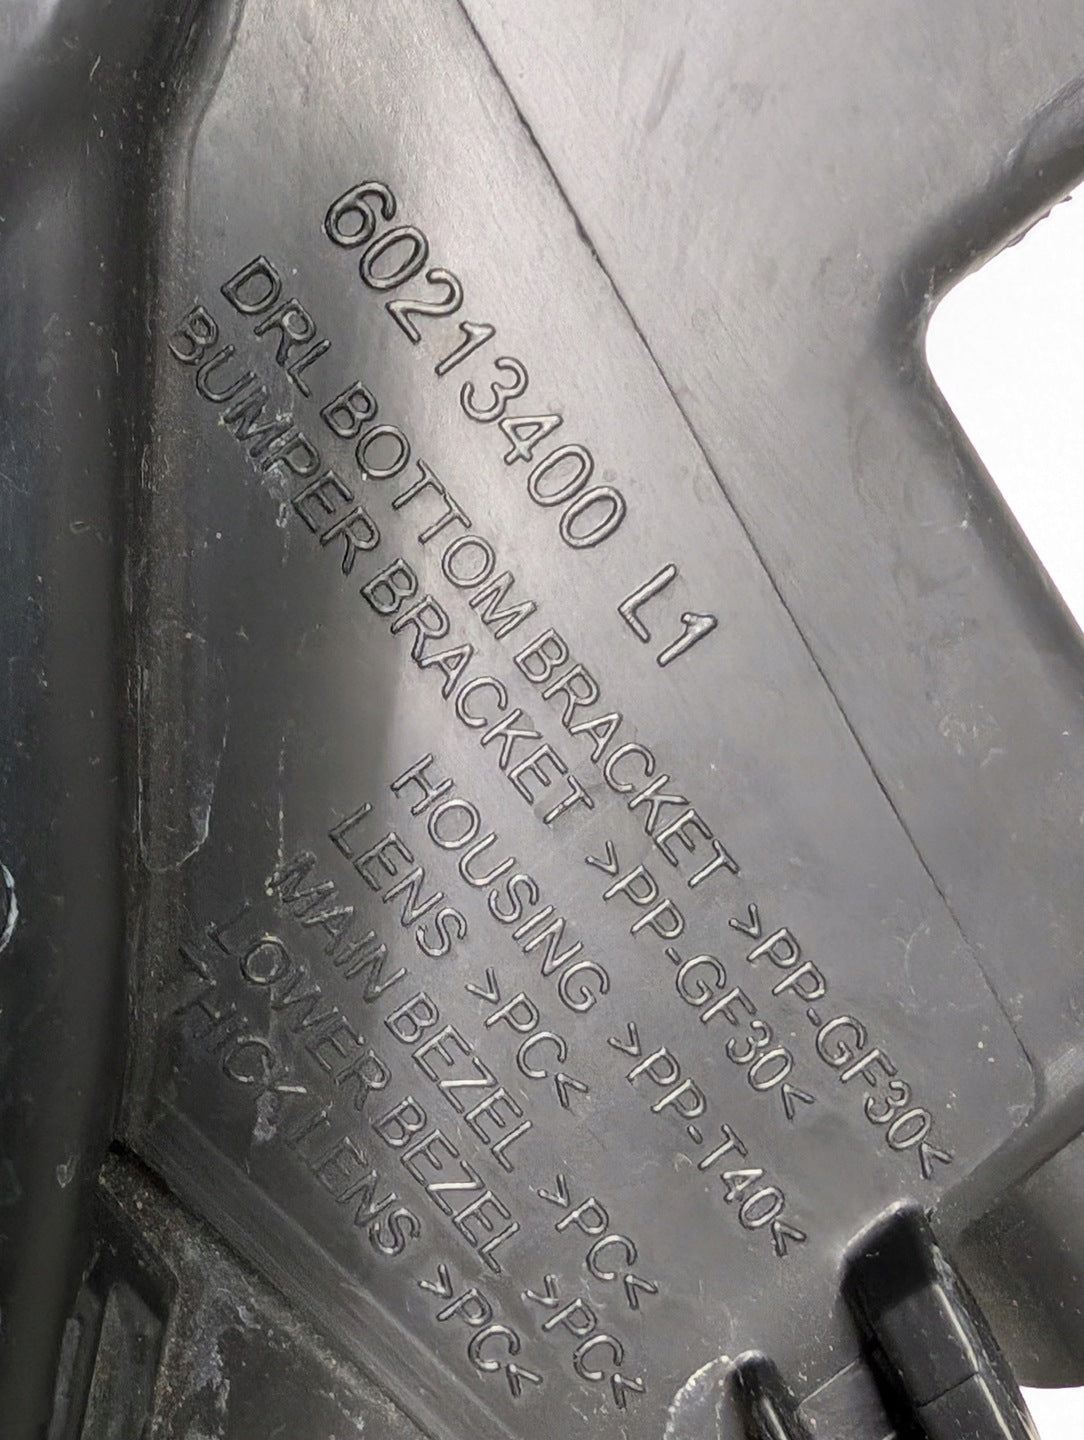 60213400 L1
DRL BOTTOM BRACKET >PP-GF30<
BUMPER BRACKET >PP-GF30<
HOUSING >PP-T40<
LENS >PC<
MAIN BEZEL >PC<
LOWER BEZEL >PC<
THICK LENS >PC<